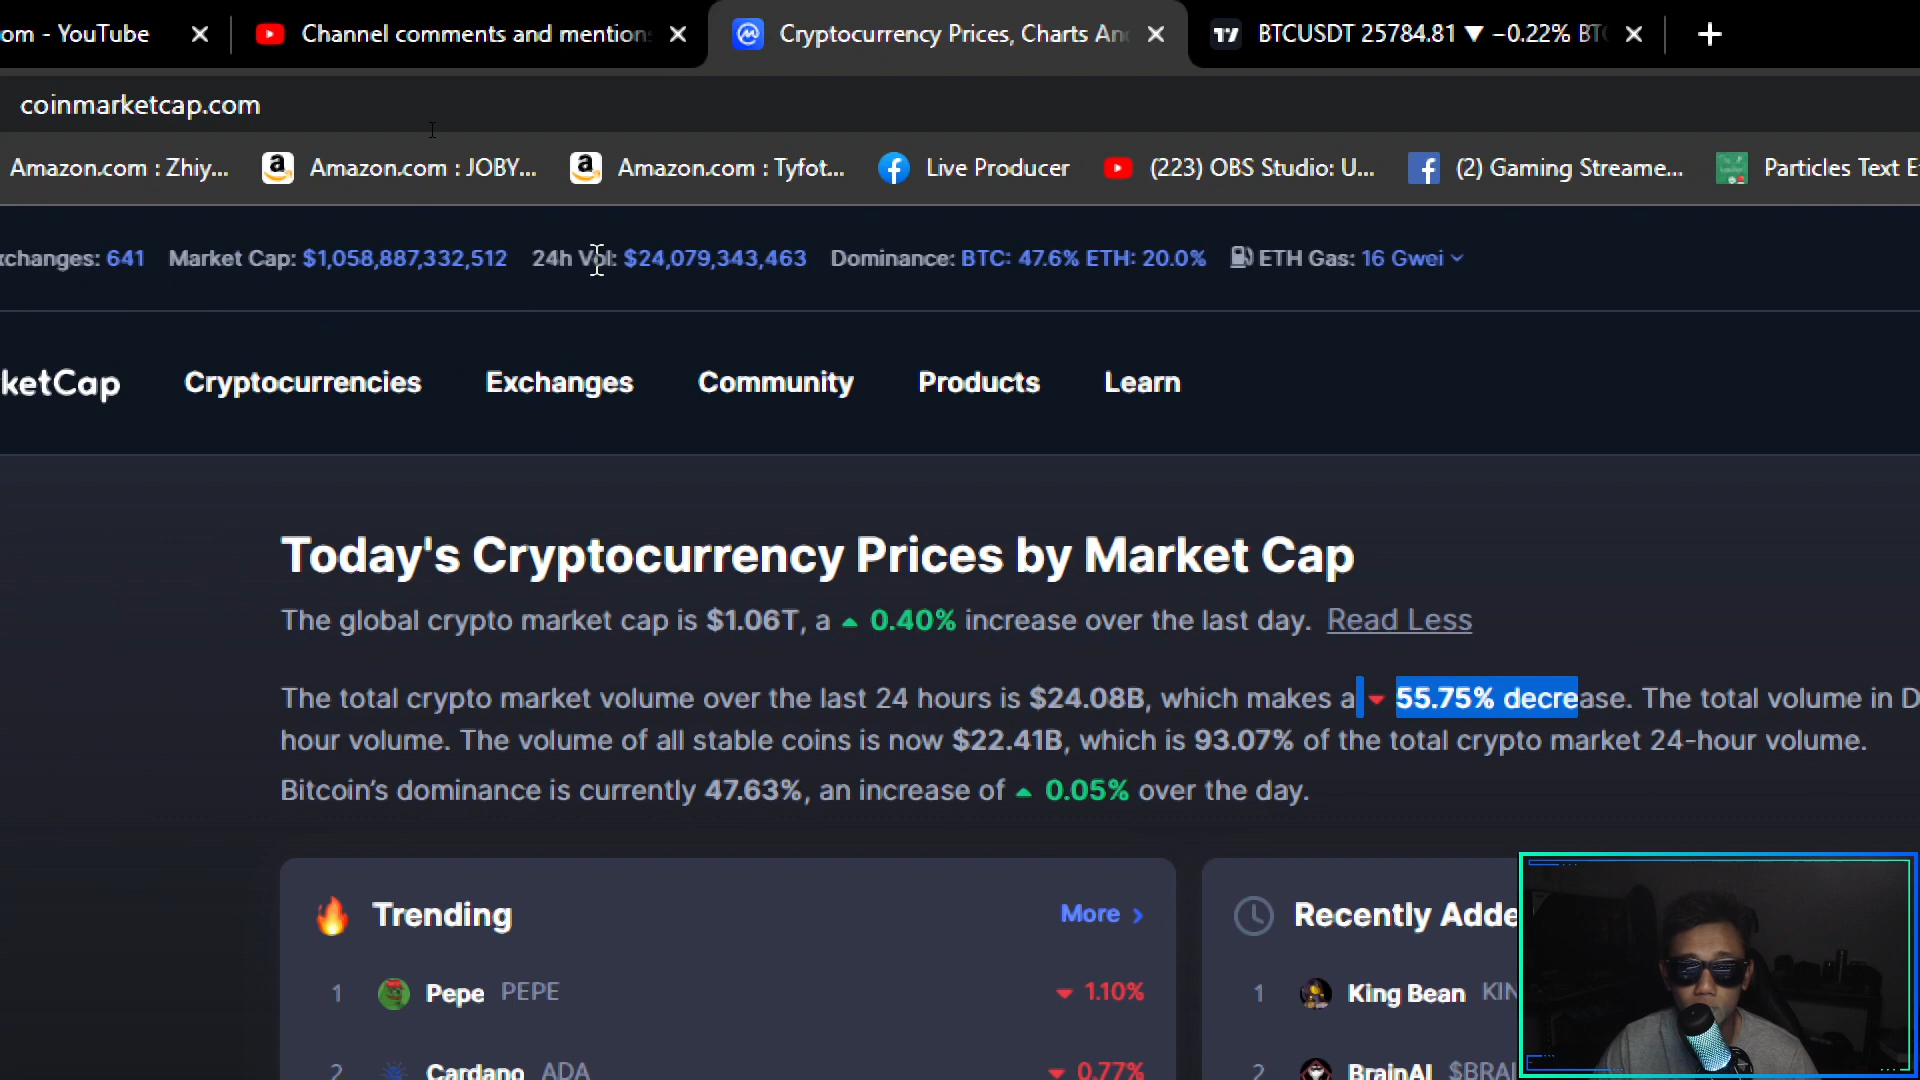 om - YouTube
Channel comments and mention
Cryptocurrency Prices, Charts An
BTCUSDT 25784.81 ▼ −0.22% BT
coinmarketcap.com
Amazon.com : Zhiy...
Amazon.com : JOBY...
Amazon.com : Tyfot...
Live Producer
(223) OBS Studio: U...
(2) Gaming Streame...
Particles Text E
xchanges: 641 Market Cap: $1,058,887,332,512 24h Vol: $24,079,343,463 Dominance: BTC: 47.6% ETH: 20.0% ETH Gas: 16 Gwei
ketCap Cryptocurrencies Exchanges Community Products Learn
Today's Cryptocurrency Prices by Market Cap
The global crypto market cap is $1.06T, a ▲ 0.40% increase over the last day. Read Less
The total crypto market volume over the last 24 hours is $24.08B, which makes a ▼ 55.75% decrease. The total volume in D
hour volume. The volume of all stable coins is now $22.41B, which is 93.07% of the total crypto market 24-hour volume.
Bitcoin’s dominance is currently 47.63%, an increase of ▲ 0.05% over the day.
Trending More >
1 Pepe PEPE ▼ 1.10%
2 Cardano ADA ▼ 0.77%
Recently Adde
1 King Bean KIN
2 BrainAI $BRAI